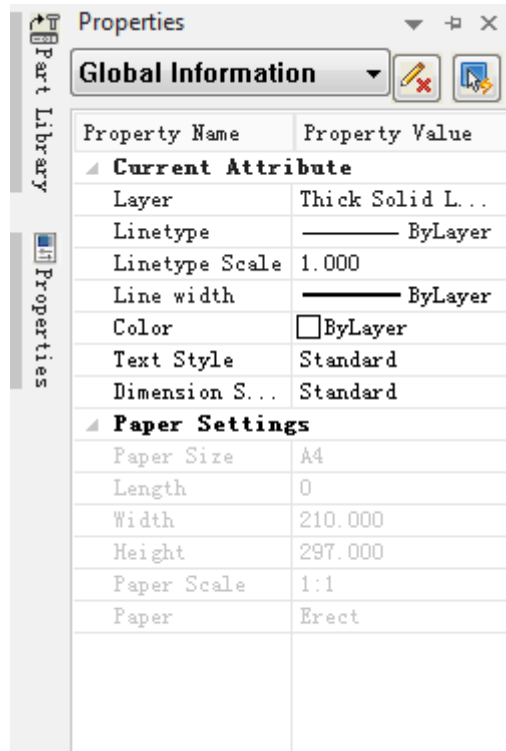 Part Library
Properties
Properties
Global Information
Property Name Property Value
Current Attribute
Layer Thick Solid L...
Linetype ByLayer
Linetype Scale 1.000
Line width ByLayer
Color ByLayer
Text Style Standard
Dimension S... Standard
Paper Settings
Paper Size A4
Length 0
Width 210.000
Height 297.000
Paper Scale 1:1
Paper Erect